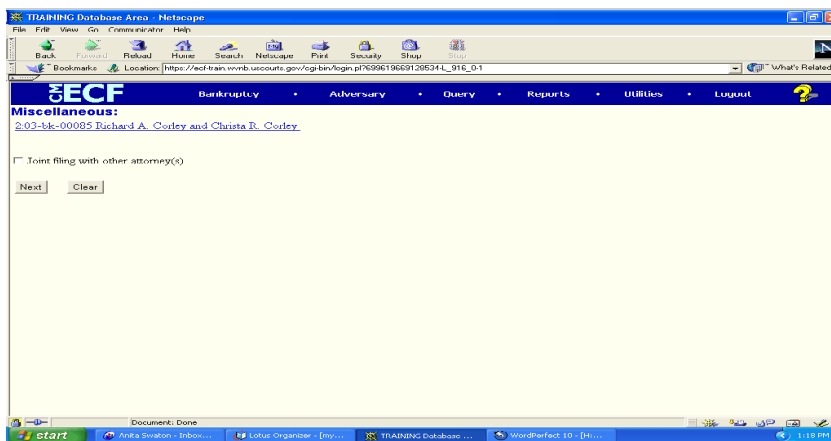 TRAINING Database Area - Netscape
File Edit View Go Communicator Help
Back Forward Reload Home Search Netscape Print Security Shop Stop
Bookmarks Location: https://ecf-train.wvnb.uscourts.gov/cgi-bin/login.pl?699619669129534-L_916_0-1 What's Related
CM ECF Bankruptcy • Adversary • Query • Reports • Utilities • Logout ?
Miscellaneous:
2:03-bk-00085 Richard A. Corley and Christa R. Corley
Joint filing with other attorney(s)
Next Clear
Document: Done
start Anita Swaton - Inbox... Lotus Organizer - [my... TRAINING Database ... WordPerfect 10 - [H:... 1:18 PM